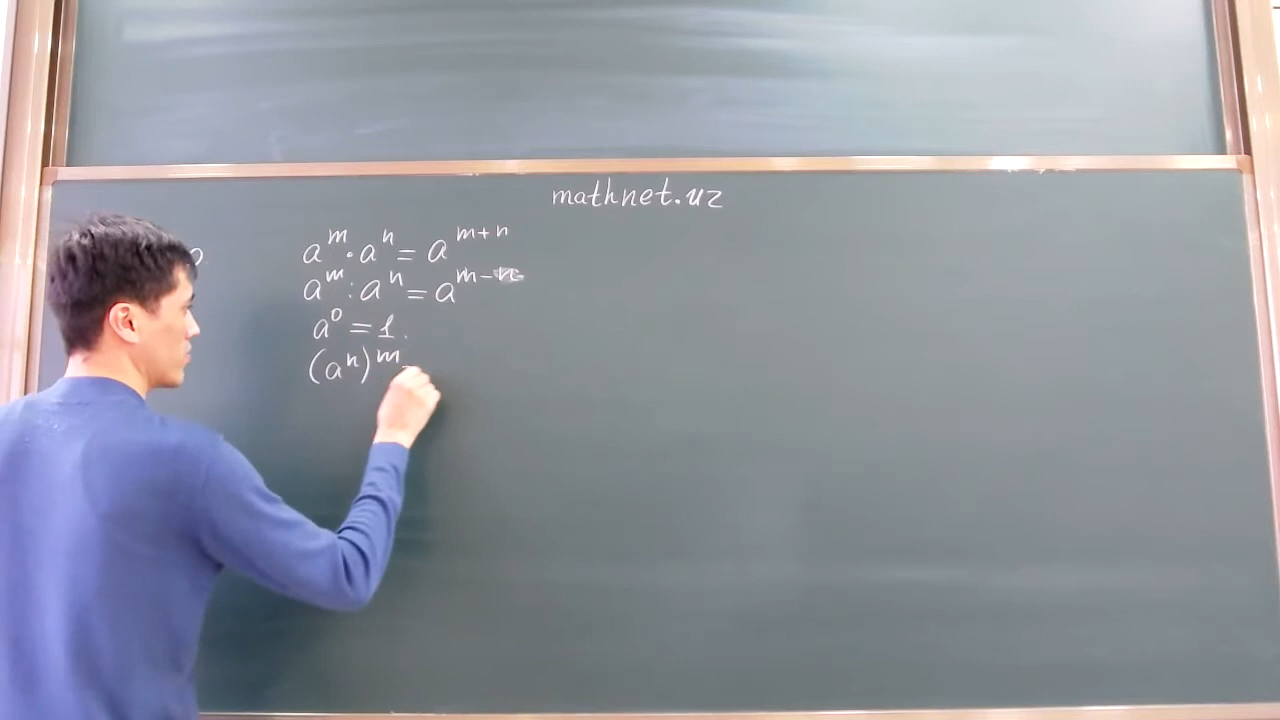 mathnet.uz
a^m · a^n = a^{m+n}
a^m : a^n = a^{m-n}
a^0 = 1.
(a^n)^m